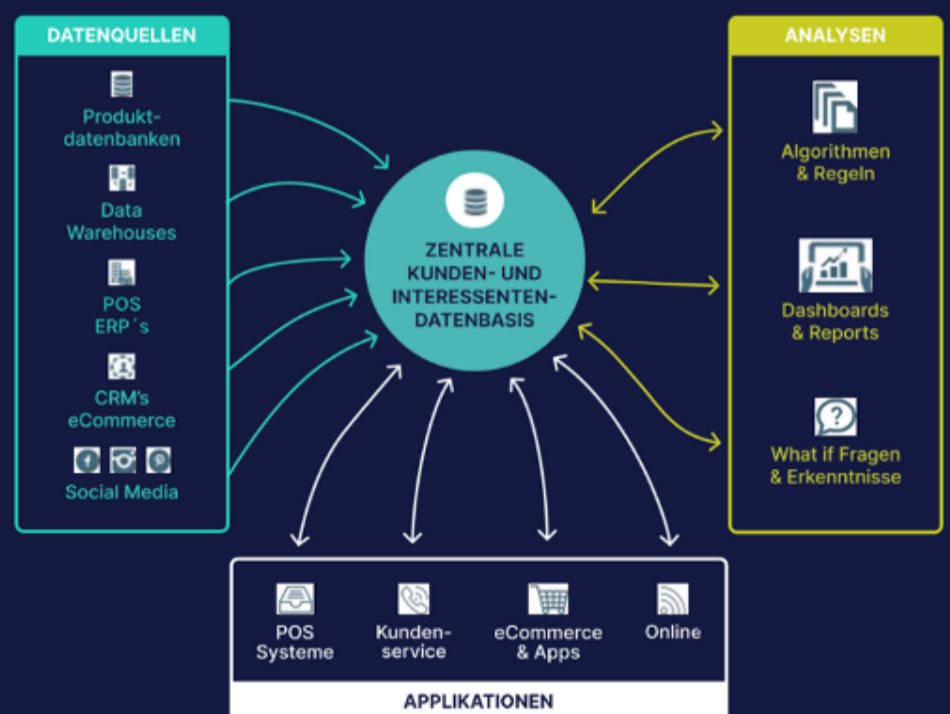 DATENQUELLEN
Produkt-
datenbanken
Data
Warehouses
POS
ERP´s
CRM's
eCommerce
Social Media
ZENTRALE
KUNDEN- UND
INTERESSENTEN-
DATENBASIS
ANALYSEN
Algorithmen
& Regeln
Dashboards
& Reports
What if Fragen
& Erkenntnisse
POS
Systeme
Kunden-
service
eCommerce
& Apps
Online
APPLIKATIONEN